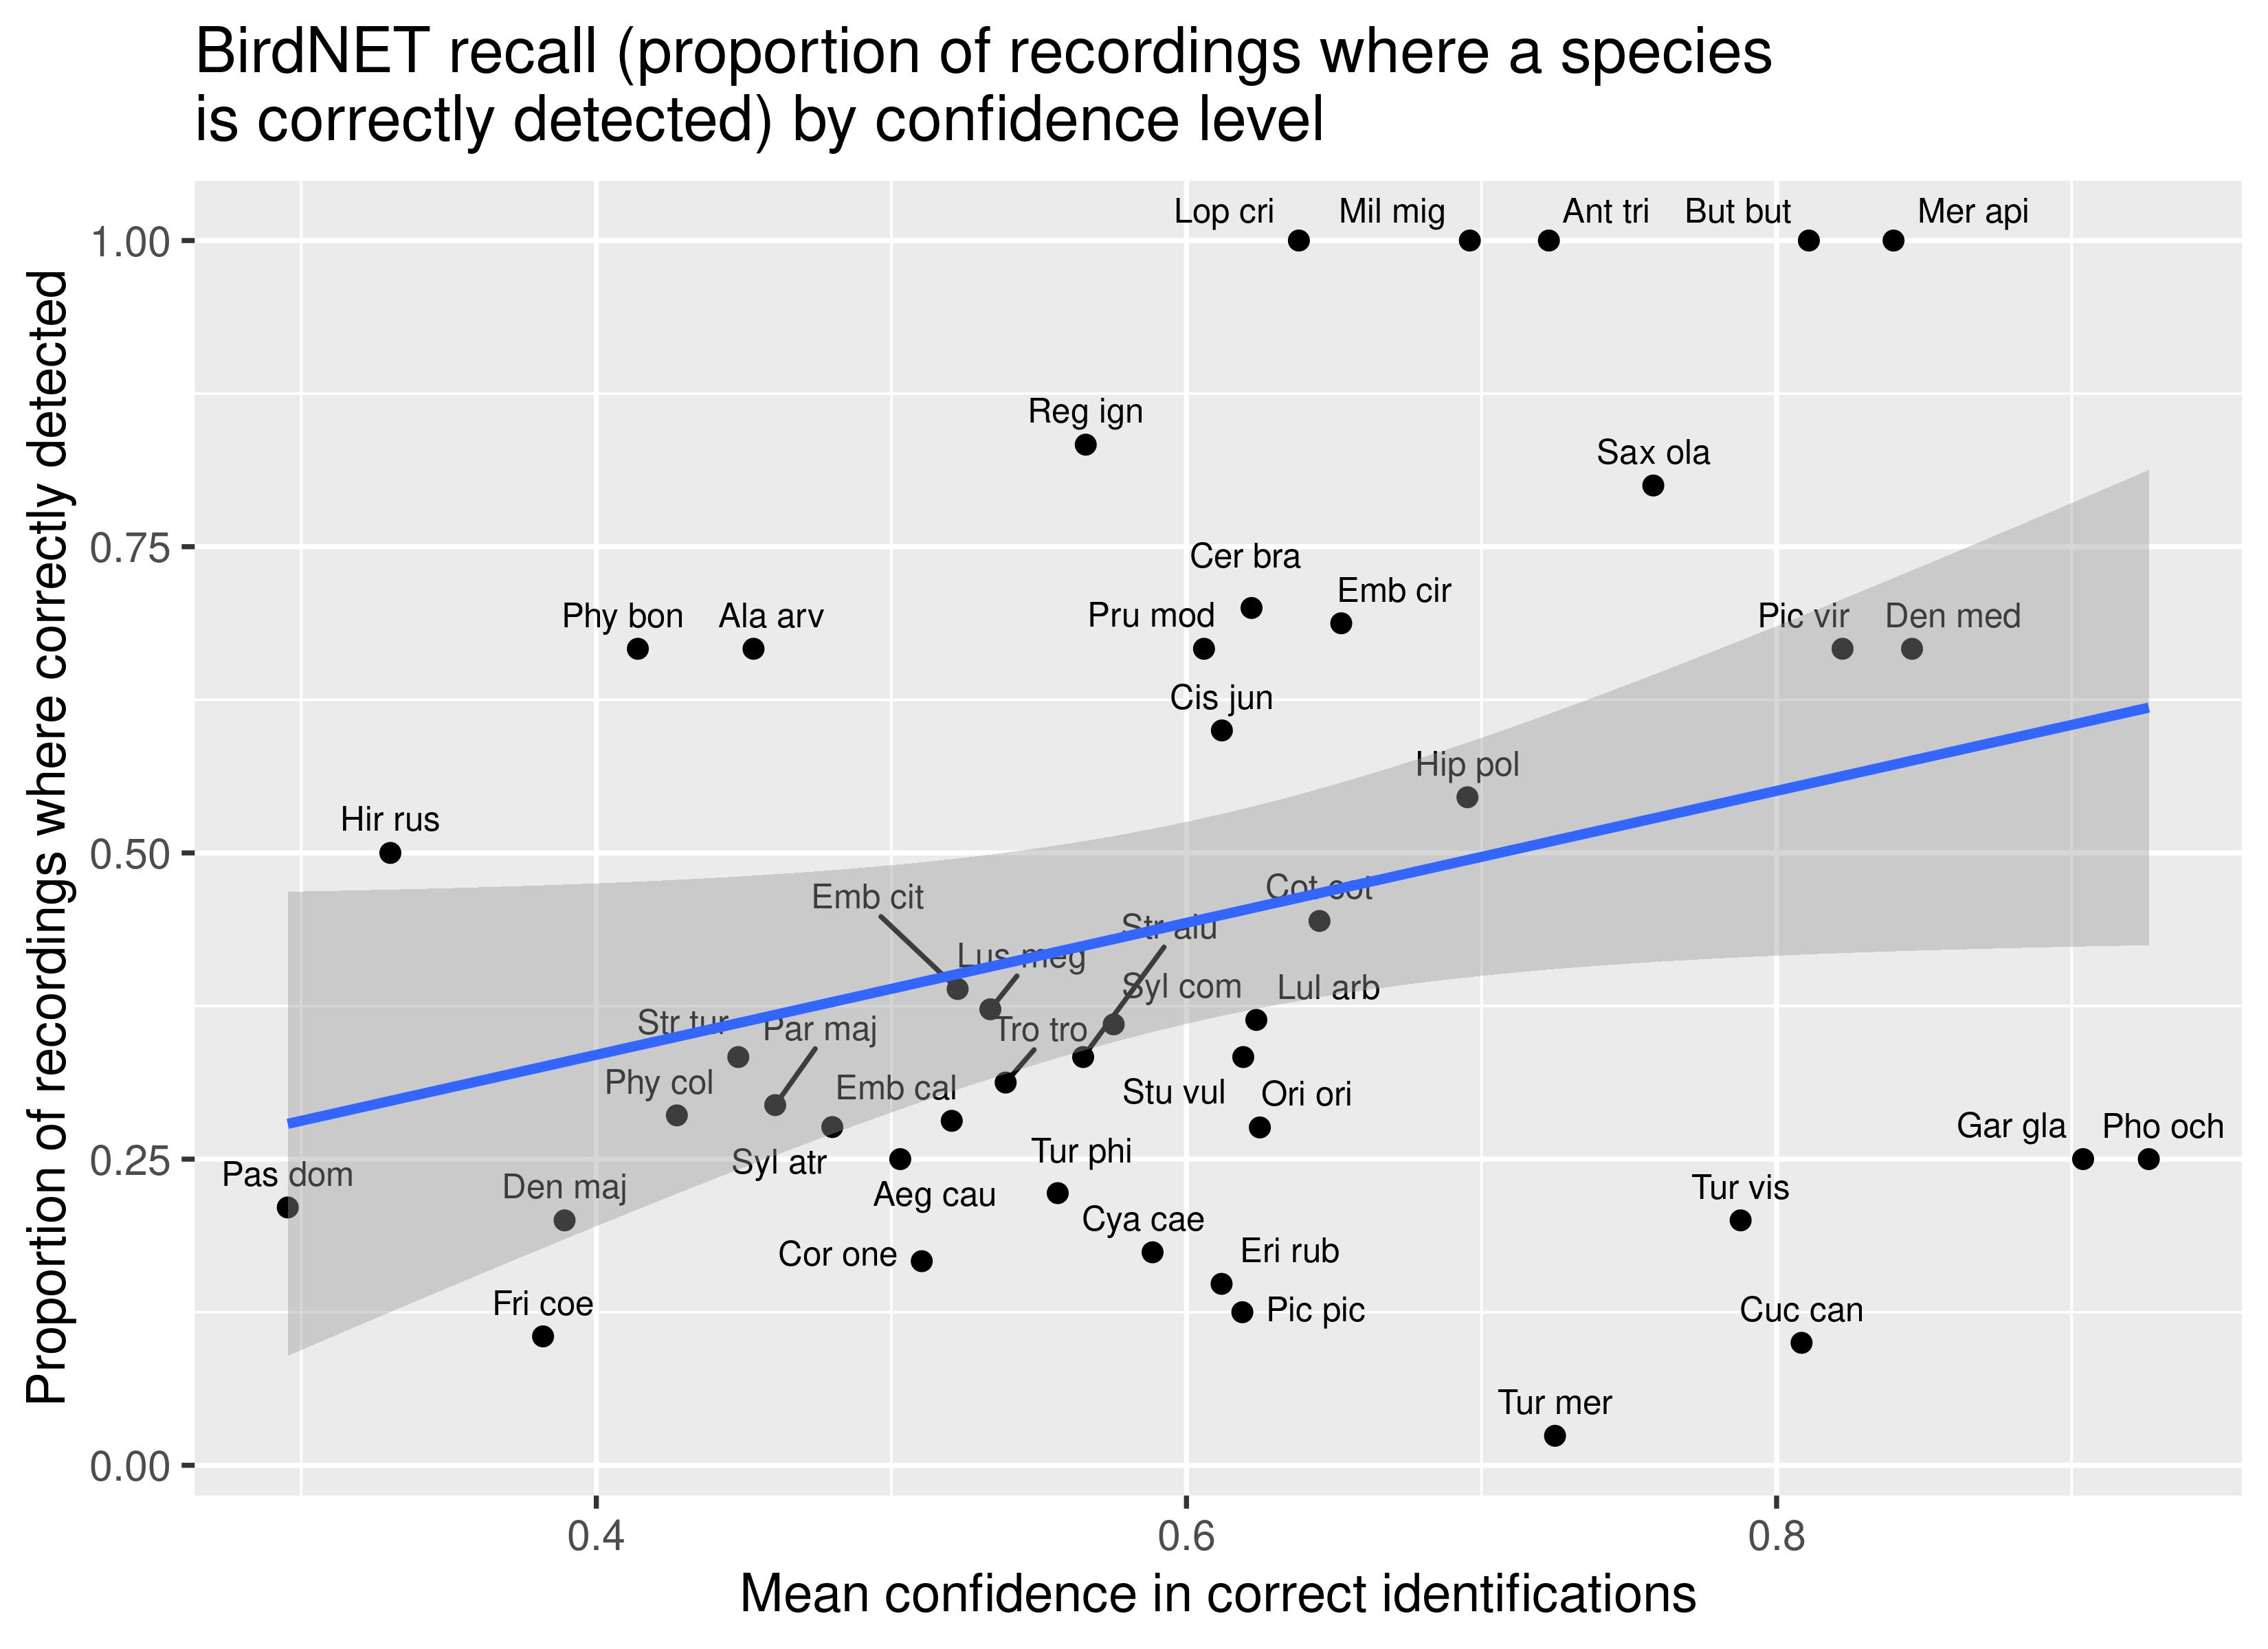 BirdNET recall (proportion of recordings where a species
is correctly detected) by confidence level
Proportion of recordings where correctly detected
1.00
0.75
0.50
0.25
0.00
Lop cri
Mil mig
Ant tri
But but
Mer api
Reg ign
Sax ola
Cer bra
Emb cir
Phy bon
Ala arv
Pru mod
Pic vir
Den med
Cis jun
Hip pol
Hir rus
Emb cit
Cot cot
Str alu
Lus meg
Syl com
Lul arb
Str tur
Par maj
Tro tro
Phy col
Emb cal
Stu vul
Ori ori
Gar gla
Pho och
Pas dom
Syl atr
Tur phi
Den maj
Aeg cau
Tur vis
Cya cae
Cor one
Eri rub
Fri coe
Pic pic
Cuc can
Tur mer
0.4
0.6
0.8
Mean confidence in correct identifications